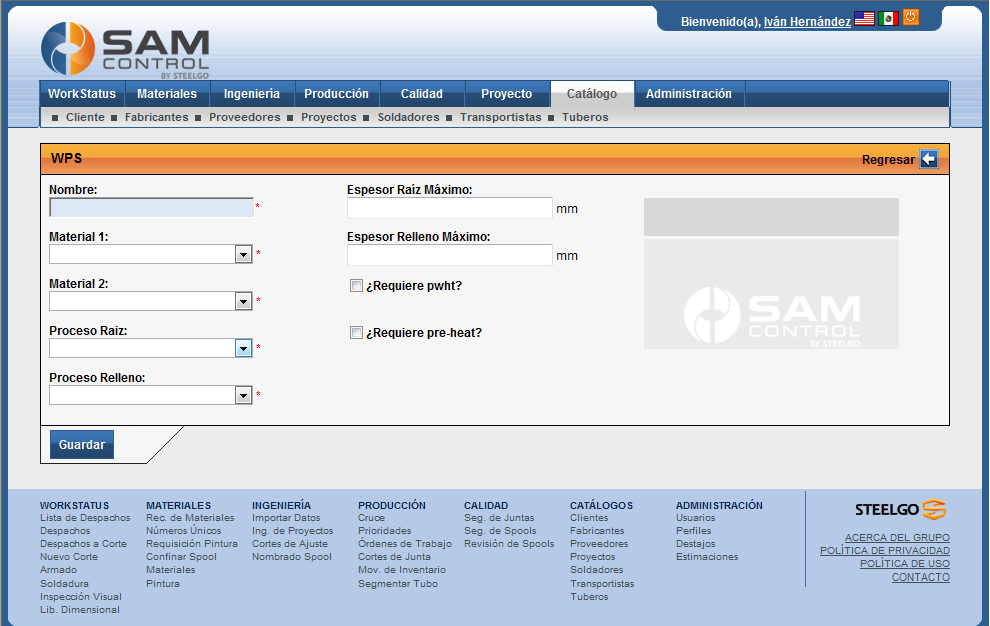 Bienvenido(a), Iván Hernández
SAM
CONTROL
BY STEELGO
WorkStatus Materiales Ingeniería Producción Calidad Proyecto Catálogo Administración
Cliente Fabricantes Proveedores Proyectos Soldadores Transportistas Tuberos
WPS
Regresar
Nombre:
*
Material 1:
*
Material 2:
*
Proceso Raiz:
*
Proceso Relleno:
*
Espesor Raíz Máximo:
mm
Espesor Relleno Máximo:
mm
¿Requiere pwht?
¿Requiere pre-heat?
SAM
CONTROL
BY STEELGO
Guardar
WORKSTATUS
Lista de Despachos
Despachos
Despachos a Corte
Nuevo Corte
Armado
Soldadura
Inspección Visual
Lib. Dimensional
MATERIALES
Rec. de Materiales
Números Únicos
Requisición Pintura
Confinar Spool
Materiales
Pintura
INGENIERÍA
Importar Datos
Ing. de Proyectos
Cortes de Ajuste
Nombrado Spool
PRODUCCIÓN
Cruce
Prioridades
Órdenes de Trabajo
Cortes de Junta
Mov. de Inventario
Segmentar Tubo
CALIDAD
Seg. de Juntas
Seg. de Spools
Revisión de Spools
CATÁLOGOS
Clientes
Fabricantes
Proveedores
Proyectos
Soldadores
Transportistas
Tuberos
ADMINISTRACIÓN
Usuarios
Perfiles
Destajos
Estimaciones
STEELGO
ACERCA DEL GRUPO
POLÍTICA DE PRIVACIDAD
POLÍTICA DE USO
CONTACTO